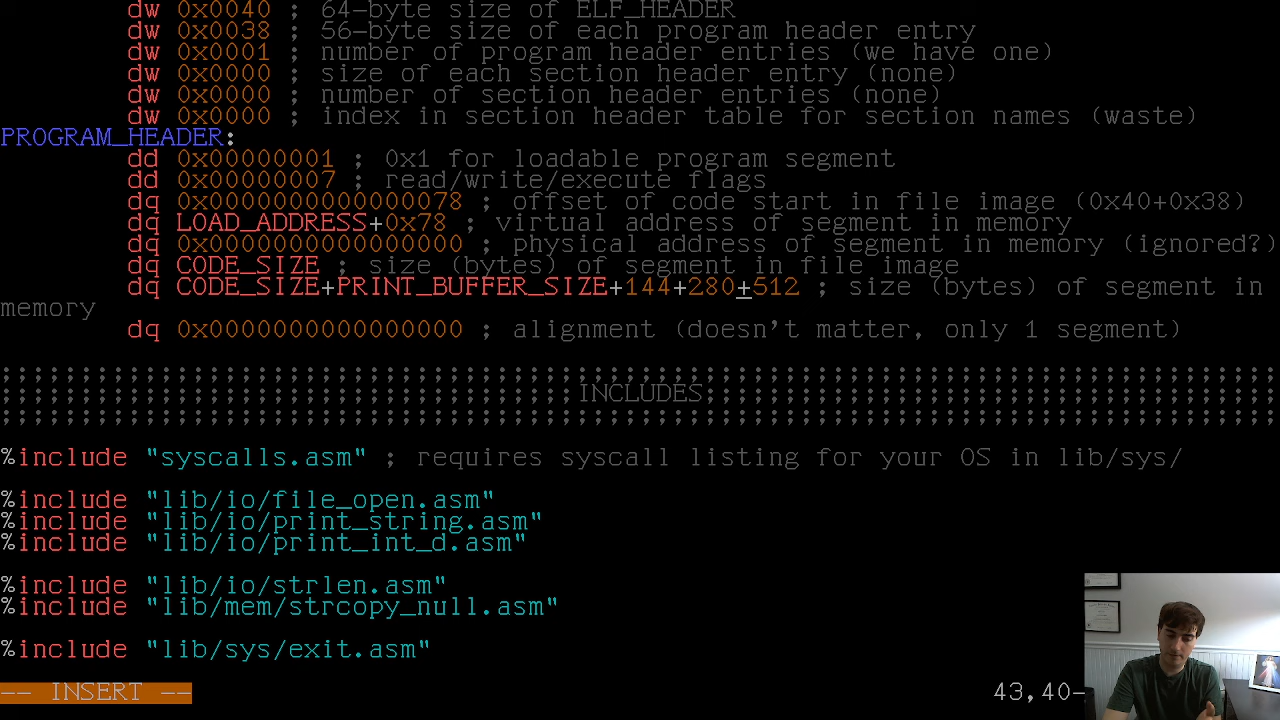 dw 0x0040 ; 64-byte size of ELF_HEADER
dw 0x0038 ; 56-byte size of each program header entry
dw 0x0001 ; number of program header entries (we have one)
dw 0x0000 ; size of each section header entry (none)
dw 0x0000 ; number of section header entries (none)
dw 0x0000 ; index in section header table for section names (waste)
PROGRAM_HEADER:
dd 0x00000001 ; 0x1 for loadable program segment
dd 0x00000007 ; read/write/execute flags
dq 0x0000000000000078 ; offset of code start in file image (0x40+0x38)
dq LOAD_ADDRESS+0x78 ; virtual address of segment in memory
dq 0x0000000000000000 ; physical address of segment in memory (ignored?)
dq CODE_SIZE ; size (bytes) of segment in file image
dq CODE_SIZE+PRINT_BUFFER_SIZE+144+280+512 ; size (bytes) of segment in
memory
dq 0x0000000000000000 ; alignment (doesn't matter, only 1 segment)
;;;;;;;;;;;;;;;;;;;;;;;;;;;;;;;;;;;;;;;;;;;;;;;;;;;;;;;;;;;;;;;;;;;;;;;;;;;;;;;;
;;;;;;;;;;;;;;;;;;;;;;;;;;;;;;;;;;;;INCLUDES;;;;;;;;;;;;;;;;;;;;;;;;;;;;;;;;;;;;
;;;;;;;;;;;;;;;;;;;;;;;;;;;;;;;;;;;;;;;;;;;;;;;;;;;;;;;;;;;;;;;;;;;;;;;;;;;;;;;;
%include "syscalls.asm" ; requires syscall listing for your OS in lib/sys/
%include "lib/io/file_open.asm"
%include "lib/io/print_string.asm"
%include "lib/io/print_int_d.asm"
%include "lib/io/strlen.asm"
%include "lib/mem/strcopy_null.asm"
%include "lib/sys/exit.asm"
-- INSERT -- 43,40-